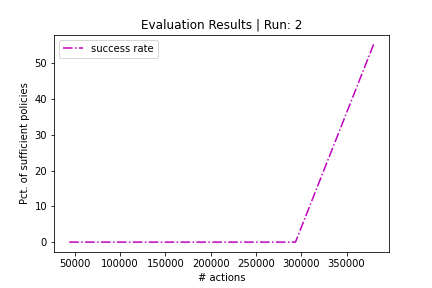 Evaluation Results | Run: 2
success rate
Pct. of sufficient policies
50
40
30
20
10
0
50000 100000 150000 200000 250000 300000 350000
# actions